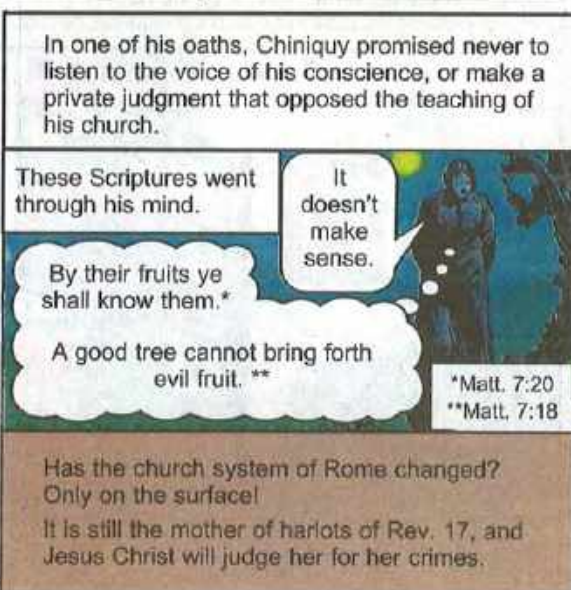 In one of his oaths, Chiniquy promised never to
listen to the voice of his conscience, or make a
private judgment that opposed the teaching of
his church.
These Scriptures went
through his mind.
It
doesn't
make
sense.
By their fruits ye
shall know them.*
A good tree cannot bring forth
evil fruit. **
*Matt. 7:20
**Matt. 7:18
Has the church system of Rome changed?
Only on the surface!
It is still the mother of harlots of Rev. 17, and
Jesus Christ will judge her for her crimes.